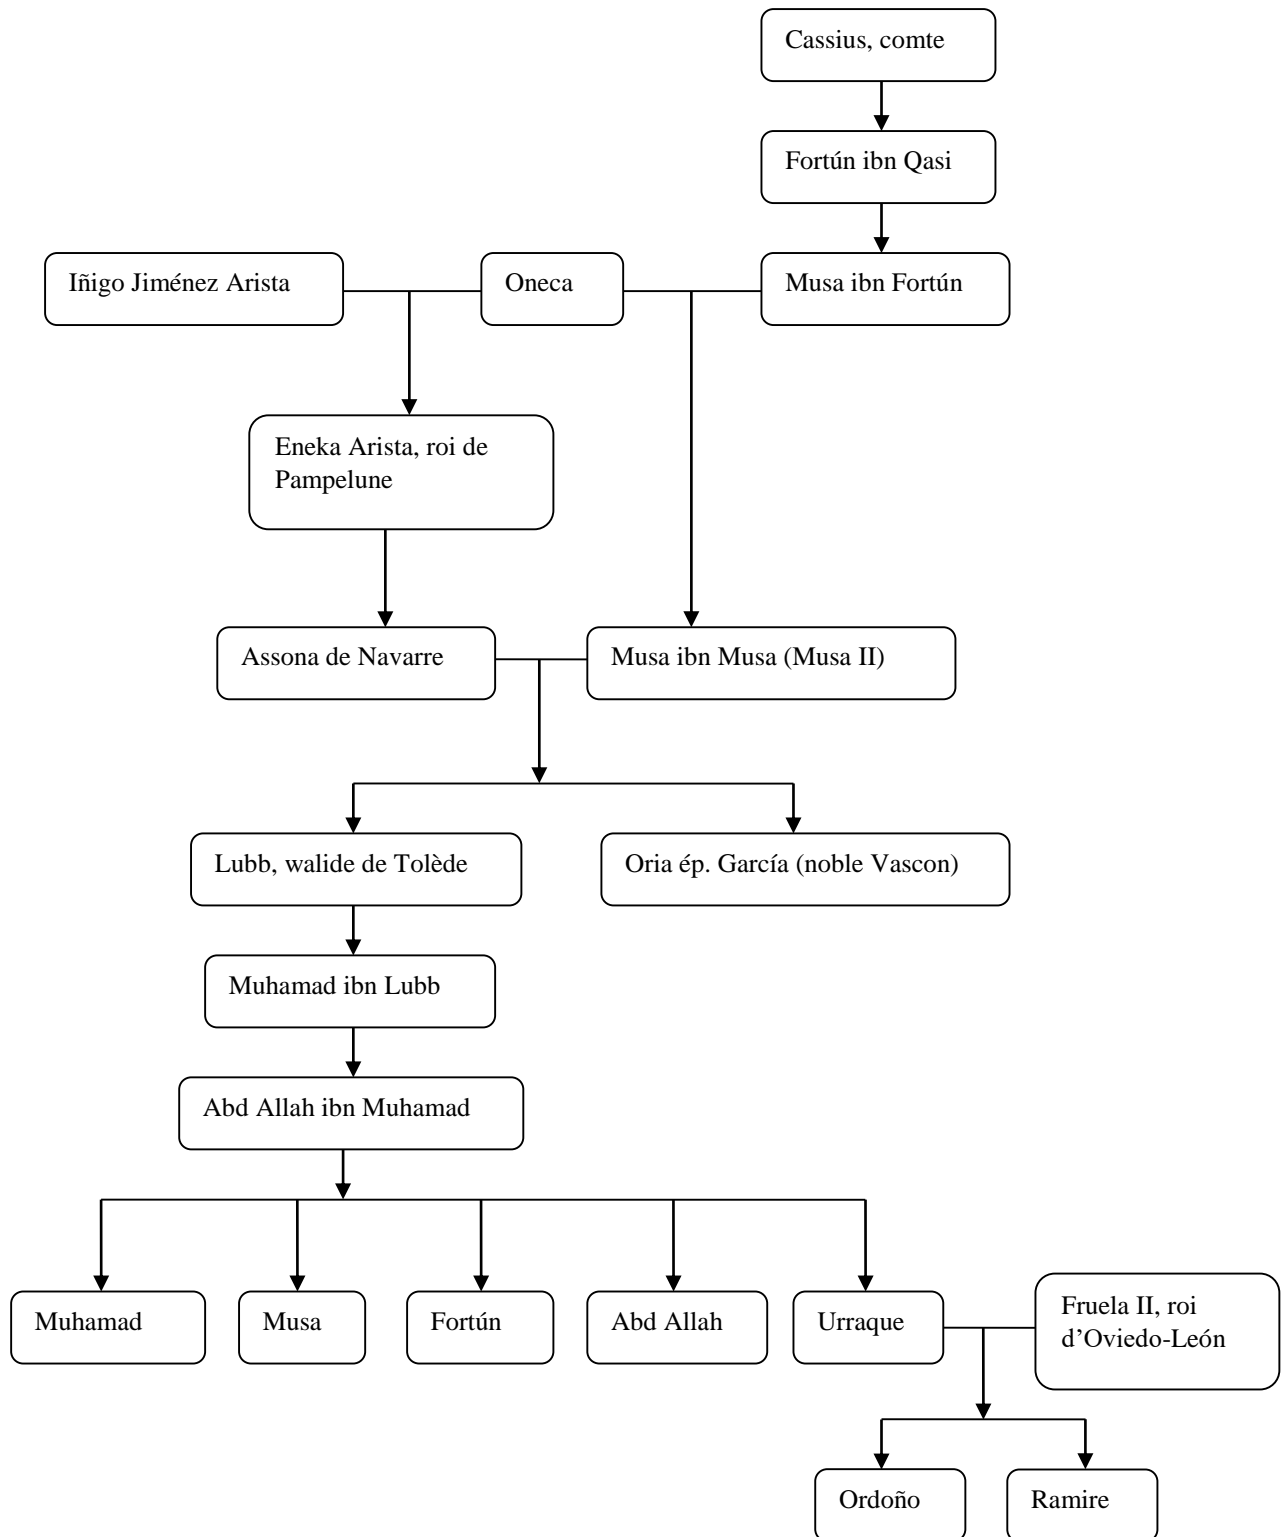 Cassius, comte
Fortún ibn Qasi
Iñigo Jiménez Arista
Oneca
Musa ibn Fortún
Eneka Arista, roi de
Pampelune
Assona de Navarre
Musa ibn Musa (Musa II)
Lubb, walide de Tolède
Oria ép. García (noble Vascon)
Muhamad ibn Lubb
Abd Allah ibn Muhamad
Muhamad
Musa
Fortún
Abd Allah
Urraque
Fruela II, roi
d’Oviedo-León
Ordoño
Ramire